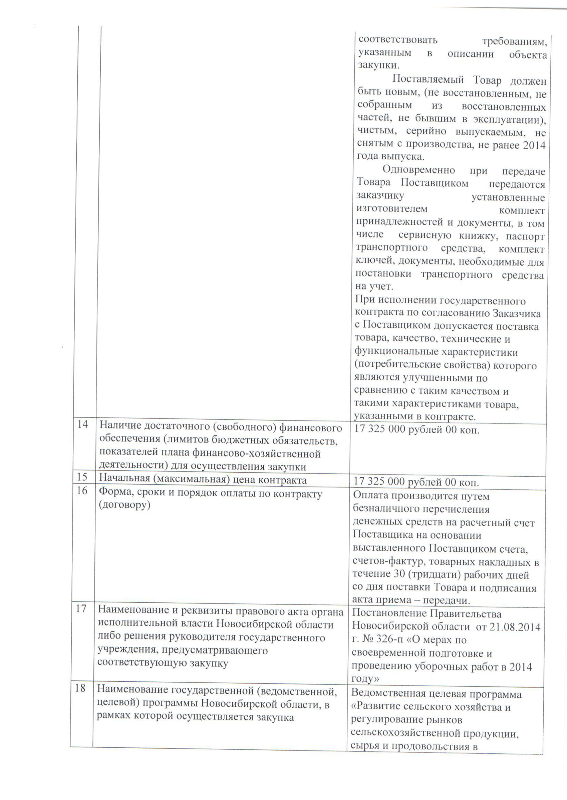 соответствовать требованиям,
указанным в описании объекта
закупки.
Поставляемый Товар должен
быть новым, (не восстановленным, не
собранным из восстановленных
частей, не бывшим в эксплуатации),
чистым, серийно выпускаемым, не
снятым с производства, не ранее 2014
года выпуска.
Одновременно при передаче
Товара Поставщиком передаются
заказчику установленные
изготовителем комплект
принадлежностей и документы, в том
числе сервисную книжку, паспорт
транспортного средства, комплект
ключей, документы, необходимые для
постановки транспортного средства
на учет.
При исполнении государственного
контракта по согласованию Заказчика
с Поставщиком допускается поставка
товара, качество, технические и
функциональные характеристики
(потребительские свойства) которого
являются улучшенными по
сравнению с таким качеством и
такими характеристиками товара,
указанными в контракте.
14 Наличие достаточного (свободного) финансового
обеспечения (лимитов бюджетных обязательств,
показателей плана финансово-хозяйственной
деятельности) для осуществления закупки
17 325 000 рублей 00 коп.
15 Начальная (максимальная) цена контракта
17 325 000 рублей 00 коп.
16 Форма, сроки и порядок оплаты по контракту
(договору)
Оплата производится путем
безналичного перечисления
денежных средств на расчетный счет
Поставщика на основании
выставленного Поставщиком счета,
счетов-фактур, товарных накладных в
течение 30 (тридцати) рабочих дней
со дня поставки Товара и подписания
акта приема – передачи.
17 Наименование и реквизиты правового акта органа
исполнительной власти Новосибирской области
либо решения руководителя государственного
учреждения, предусматривающего
соответствующую закупку
Постановление Правительства
Новосибирской области от 21.08.2014
г. № 326-п «О мерах по
своевременной подготовке и
проведению уборочных работ в 2014
году»
18 Наименование государственной (ведомственной,
целевой) программы Новосибирской области, в
рамках которой осуществляется закупка
Ведомственная целевая программа
«Развитие сельского хозяйства и
регулирование рынков
сельскохозяйственной продукции,
сырья и продовольствия в